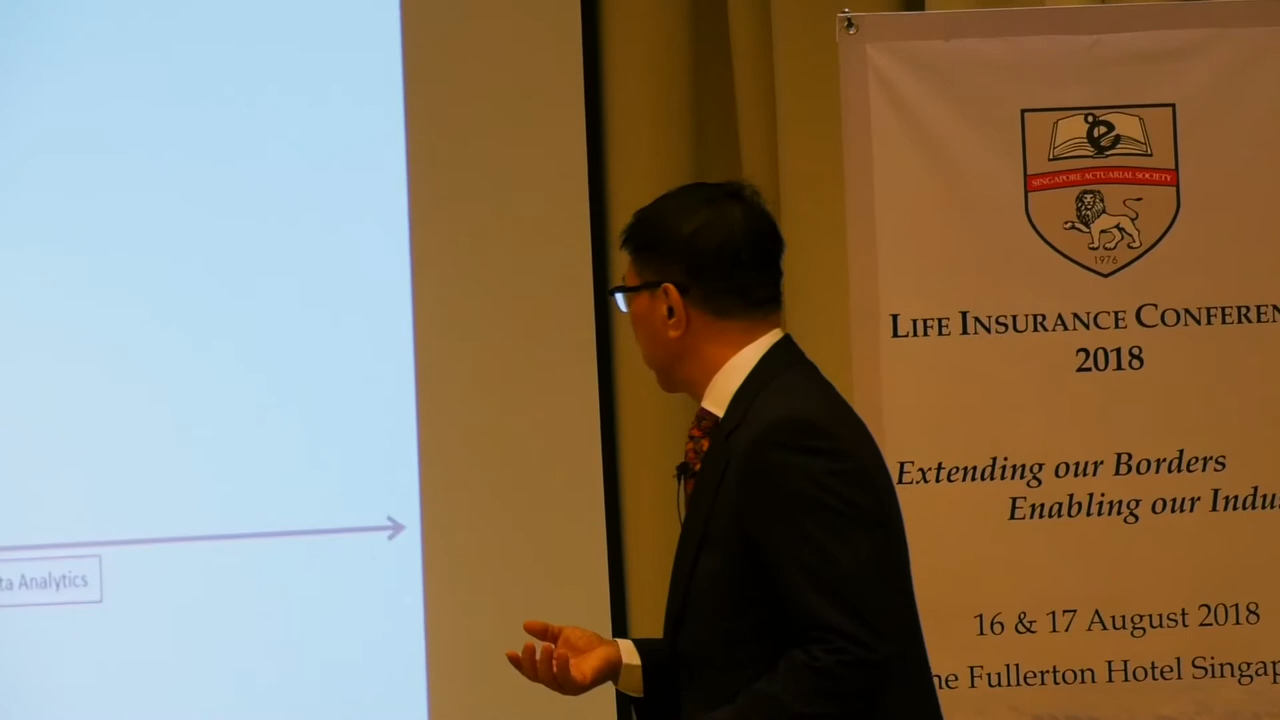 ta Analytics
SINGAPORE ACTUARIAL SOCIETY
1976
LIFE INSURANCE CONFEREN
2018
Extending our Borders
Enabling our Indus
16 & 17 August 2018
he Fullerton Hotel Singap